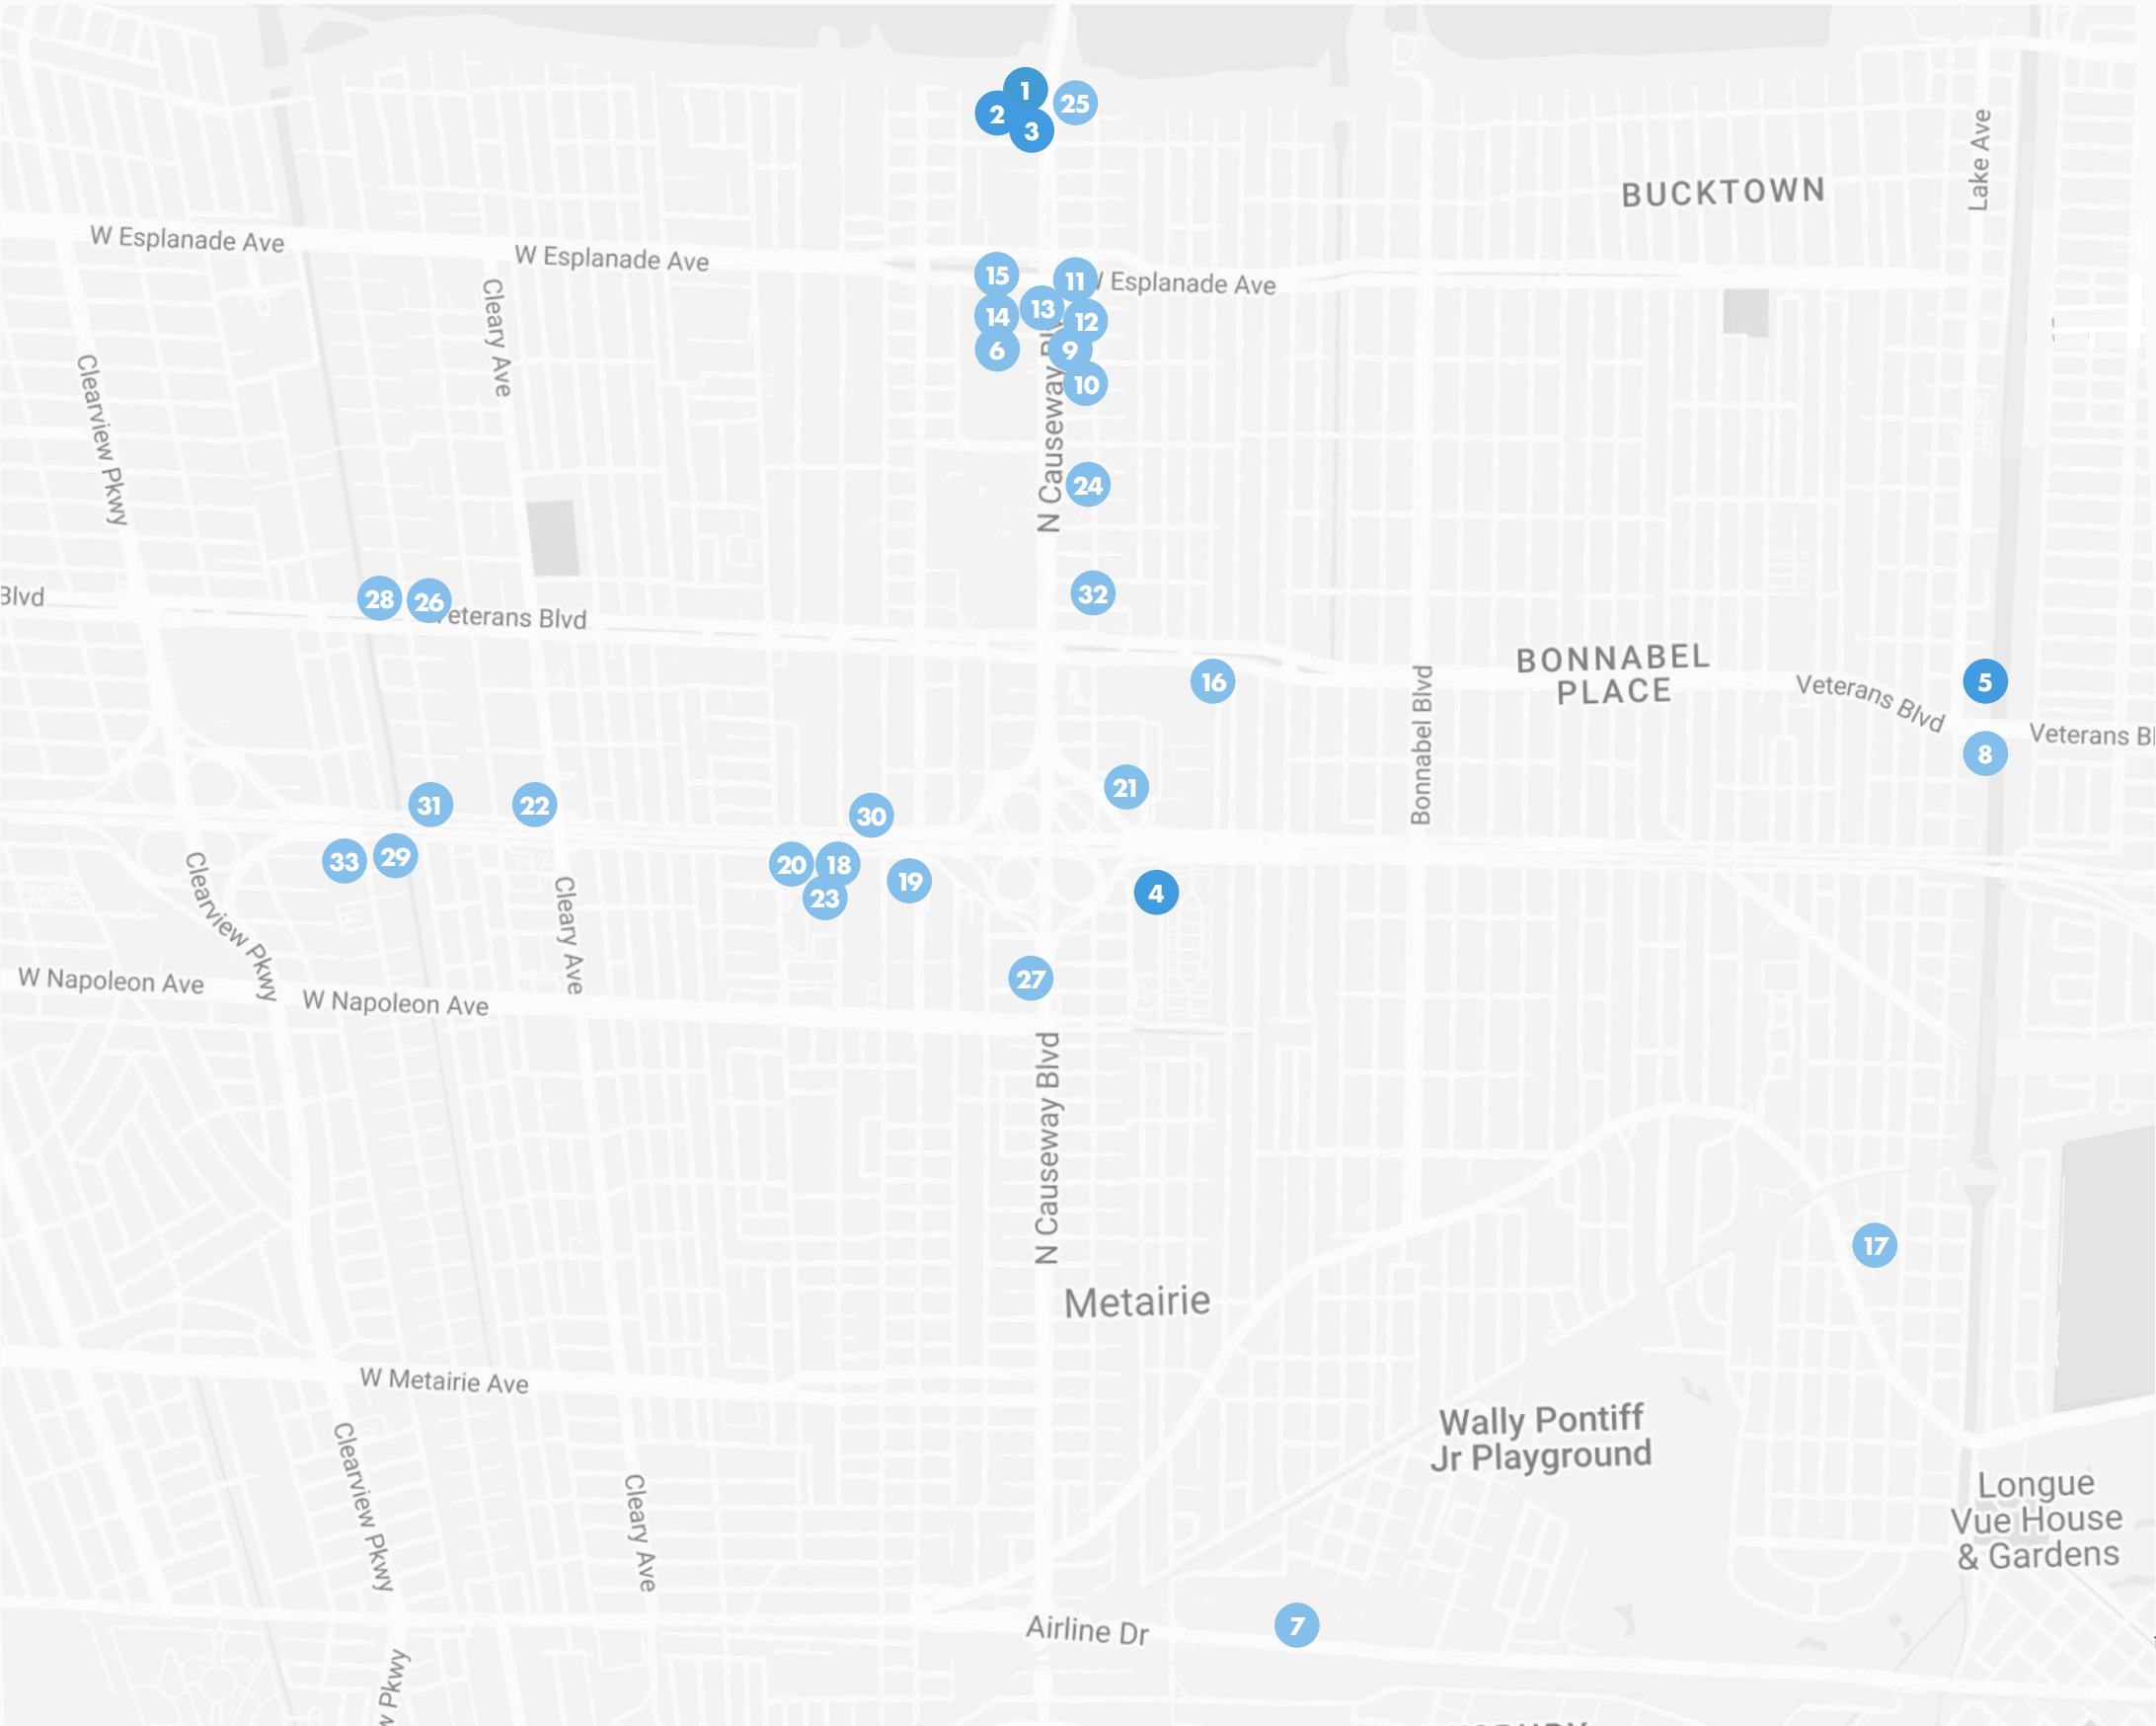 1
25
2
3
Lake Ave
BUCKTOWN
W Esplanade Ave
W Esplanade Ave
15
11
Esplanade Ave
13
14
12
6
9
10
Cleary Ave
Clearview Pkwy
N Causeway
24
28
26
32
Blvd
eterans Blvd
BONNABEL
PLACE
16
5
Veterans Blvd
Veterans Bl
8
Bonnabel Blvd
21
31
22
30
33
29
20
18
19
23
4
Clearview Pkwy
Cleary Ave
27
W Napoleon Ave
W Napoleon Ave
N Causeway Blvd
17
Metairie
W Metairie Ave
Wally Pontiff
Jr Playground
Clearview Pkwy
Cleary Ave
Longue
Vue House
& Gardens
7
Airline Dr
w Pkwy